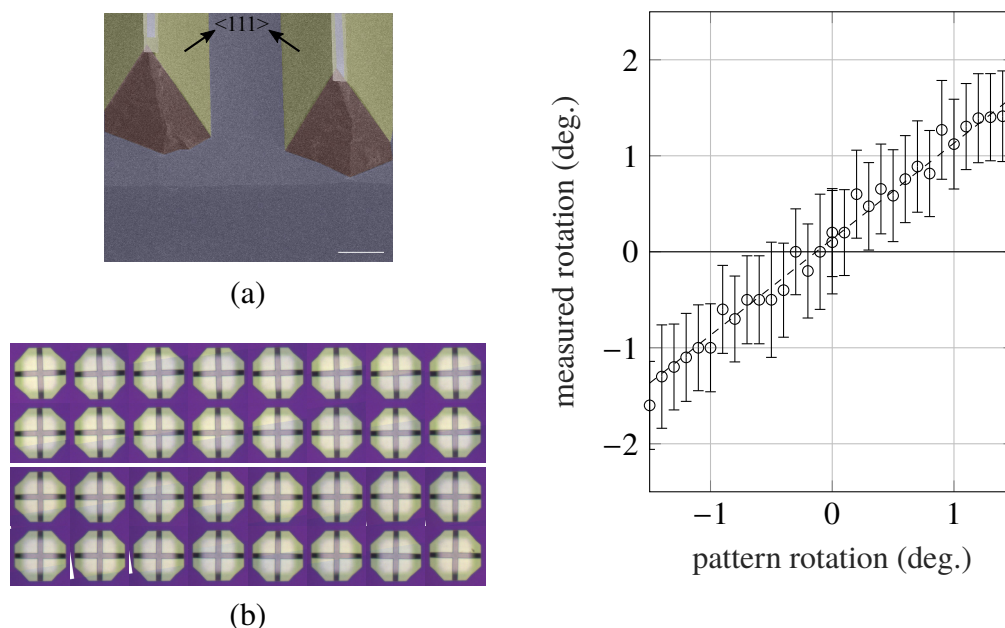 <111>
(a)
(b)
measured rotation (deg.)
2
1
0
−1
−2
−1
0
1
pattern rotation (deg.)